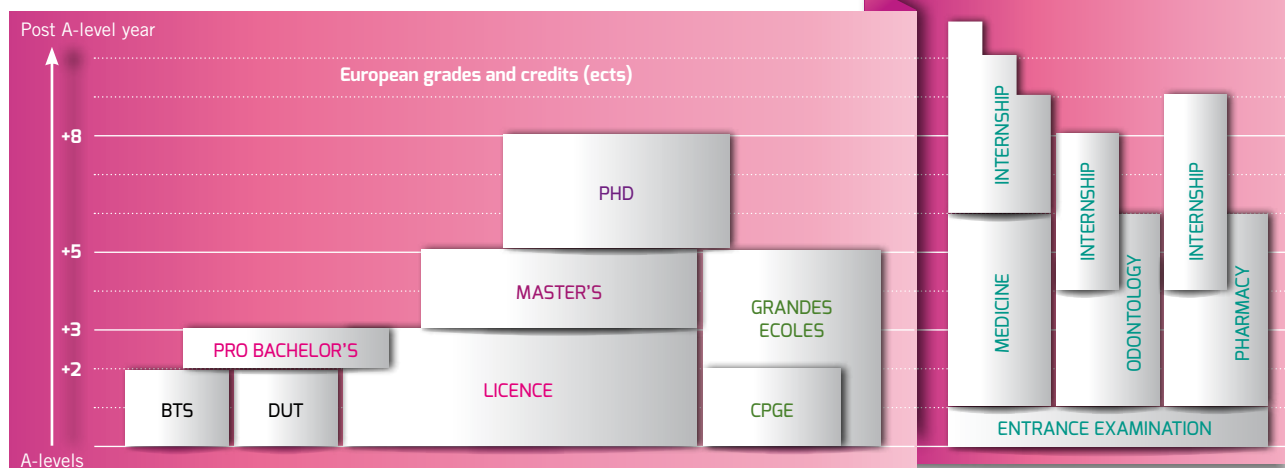 Post A-level year
European grades and credits (ects)
+8
+5
+3
+2
A-levels
PHD
MASTER'S
GRANDES
ECOLES
PRO BACHELOR'S
LICENCE
BTS
DUT
CPGE
INTERNSHIP
INTERNSHIP
INTERNSHIP
MEDICINE
ODONTOLOGY
PHARMACY
ENTRANCE EXAMINATION